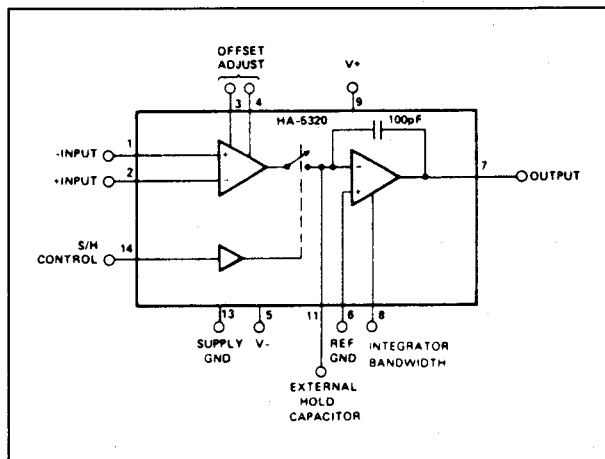 OFFSET
ADJUST
V+
3 4
9
HA-5320
100pF
-INPUT 1
+
-
+INPUT 2
-
+
7 OUTPUT
S/H
CONTROL 14
13 5 11 6 8
SUPPLY
GND
V-
REF
GND
INTEGRATOR
BANDWIDTH
EXTERNAL
HOLD
CAPACITOR